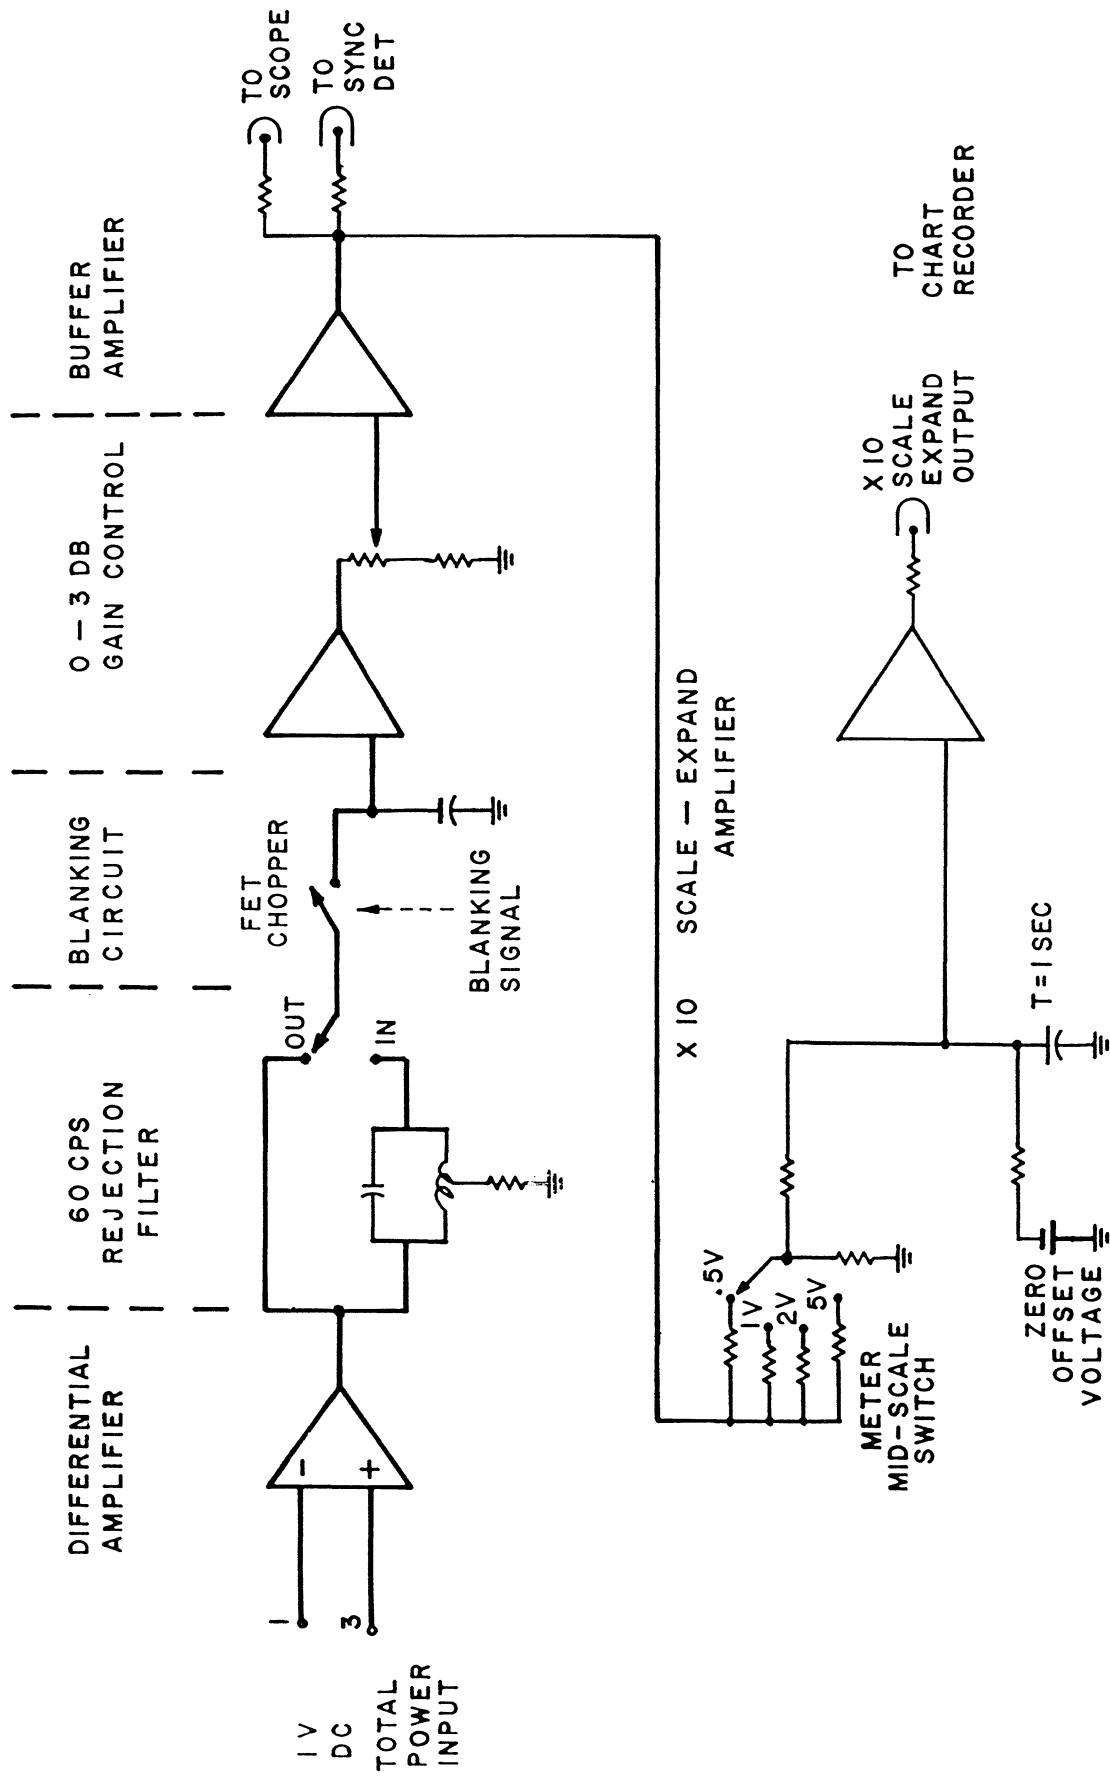 DIFFERENTIAL
AMPLIFIER
60 CPS
REJECTION
FILTER
BLANKING
CIRCUIT
0 – 3 DB
GAIN CONTROL
BUFFER
AMPLIFIER
1 V
DC
TOTAL
POWER
INPUT
1
3
–
+
OUT
IN
FET
CHOPPER
BLANKING
SIGNAL
TO
SCOPE
TO
SYNC
DET
X 10 SCALE – EXPAND
AMPLIFIER
.5V
1V
2V
5V
METER
MID-SCALE
SWITCH
ZERO
OFFSET
VOLTAGE
T = 1 SEC
X 10
SCALE
EXPAND
OUTPUT
TO
CHART
RECORDER